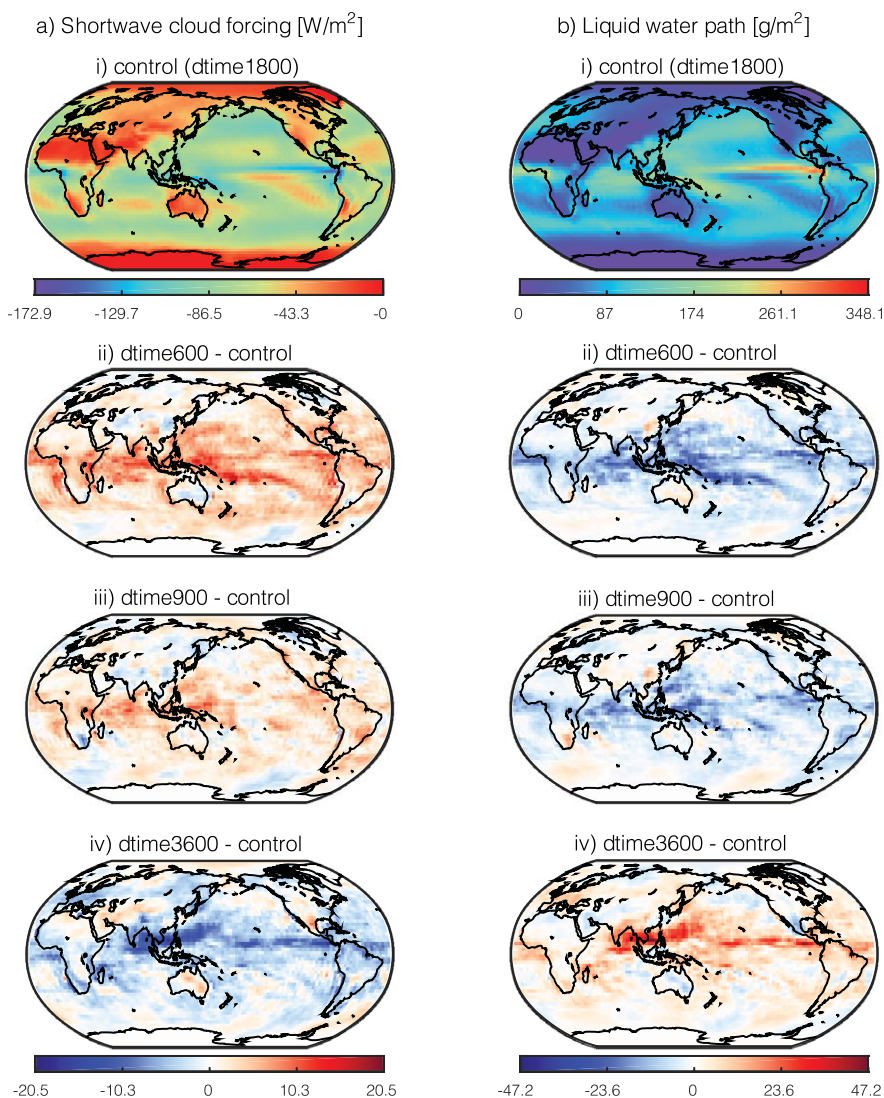 a) Shortwave cloud forcing [W/m²]
b) Liquid water path [g/m²]
i) control (dtime1800)
i) control (dtime1800)
-172.9 -129.7 -86.5 -43.3 -0
0 87 174 261.1 348.1
ii) dtime600 - control
ii) dtime600 - control
iii) dtime900 - control
iii) dtime900 - control
iv) dtime3600 - control
iv) dtime3600 - control
-20.5 -10.3 0 10.3 20.5
-47.2 -23.6 0 23.6 47.2